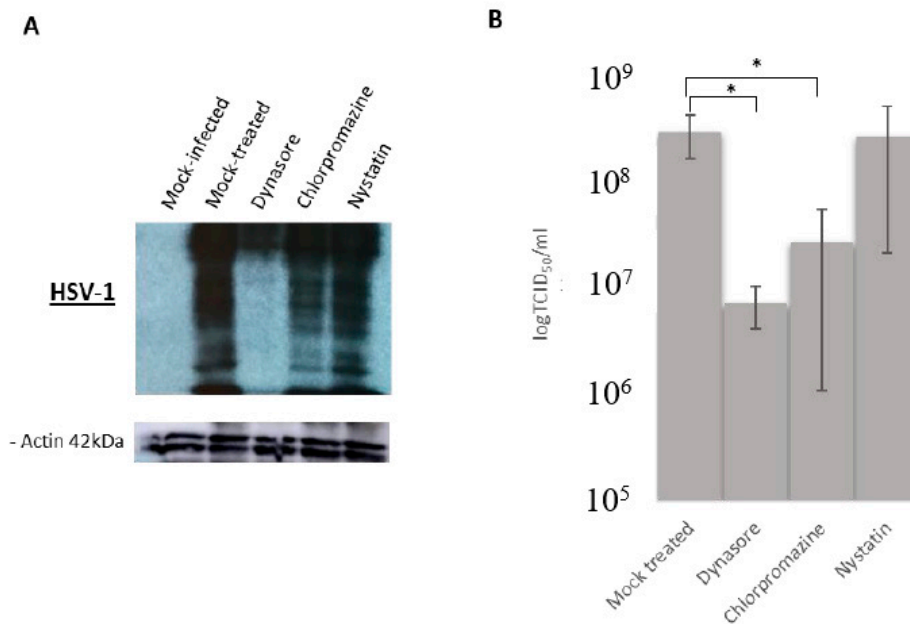 A
Mock-infected
Mock-treated
Dynasore
Chlorpromazine
Nystatin
HSV-1
- Actin 42kDa
B
logTCID50/ml
10⁹
10⁸
10⁷
10⁶
10⁵
*
*
Mock treated
Dynasore
Chlorpromazine
Nystatin